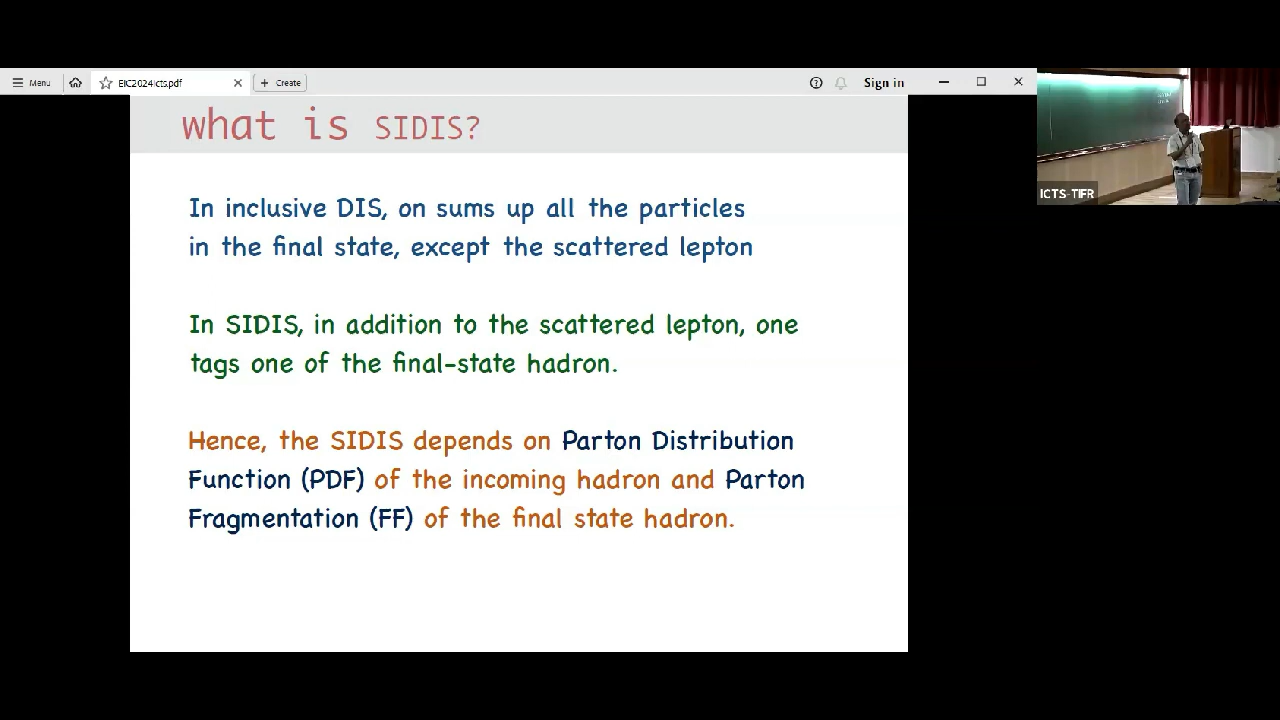 Menu
EIC2024icts.pdf
Create
Sign in
What is SIDIS?
In inclusive DIS, on sums up all the particles
in the final state, except the scattered lepton
In SIDIS, in addition to the scattered lepton, one
tags one of the final-state hadron.
Hence, the SIDIS depends on Parton Distribution
Function (PDF) of the incoming hadron and Parton
Fragmentation (FF) of the final state hadron.
ICTS-TIFR